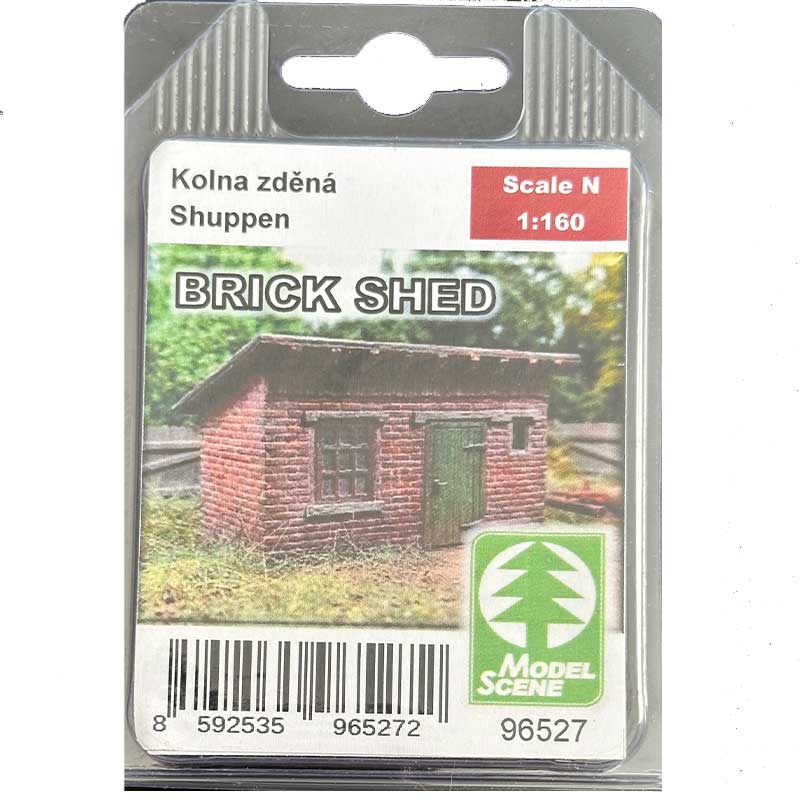 Kolna zděná
Shuppen
Scale N
1:160
BRICK SHED
MODEL
SCENE
8 592535 965272
96527